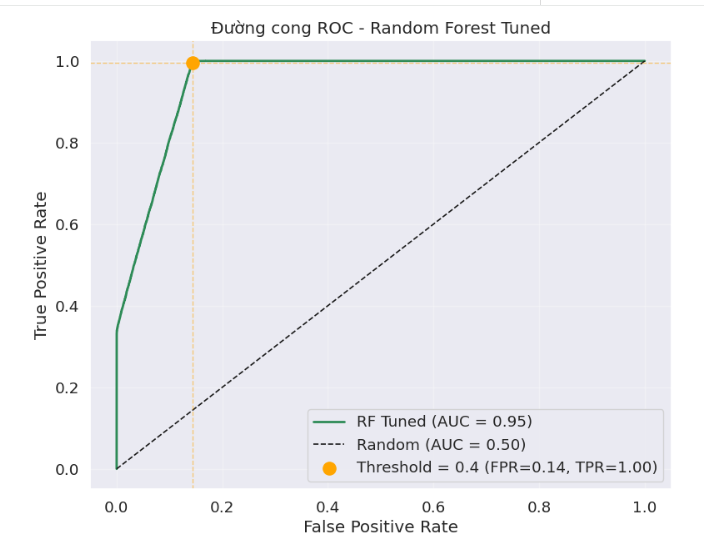 Đường cong ROC - Random Forest Tuned
True Positive Rate
1.0
0.8
0.6
0.4
0.2
0.0
RF Tuned (AUC = 0.95)
Random (AUC = 0.50)
Threshold = 0.4 (FPR=0.14, TPR=1.00)
0.0 0.2 0.4 0.6 0.8 1.0
False Positive Rate